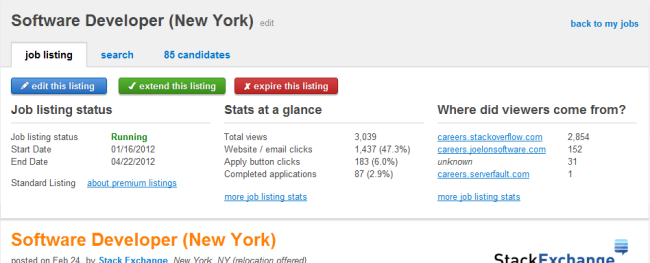 Software Developer (New York) edit
back to my jobs
job listing search 85 candidates
edit this listing extend this listing expire this listing
Job listing status
Job listing status Running
Start Date 01/16/2012
End Date 04/22/2012
Standard Listing about premium listings
Stats at a glance
Total views 3,039
Website / email clicks 1,437 (47.3%)
Apply button clicks 183 (6.0%)
Completed applications 87 (2.9%)
more job listing stats
Where did viewers come from?
careers.stackoverflow.com 2,854
careers.joelonsoftware.com 152
unknown 31
careers.serverfault.com 1
more job listing stats
Software Developer (New York)
posted on Feb 24 by Stack Exchange, New York, NY (relocation offered)
StackExchange